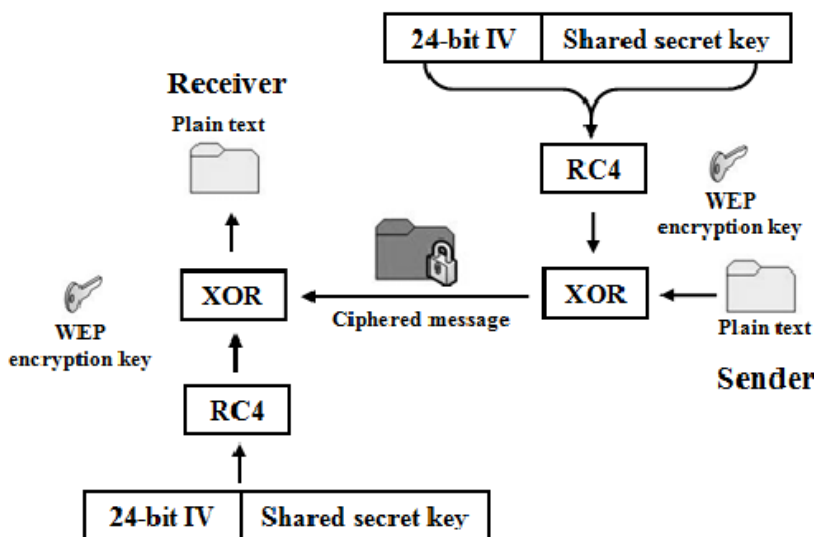 24-bit IV Shared secret key
Receiver
Plain text
RC4
WEP
encryption key
XOR
XOR
Ciphered message
WEP
encryption key
Plain text
Sender
RC4
24-bit IV Shared secret key